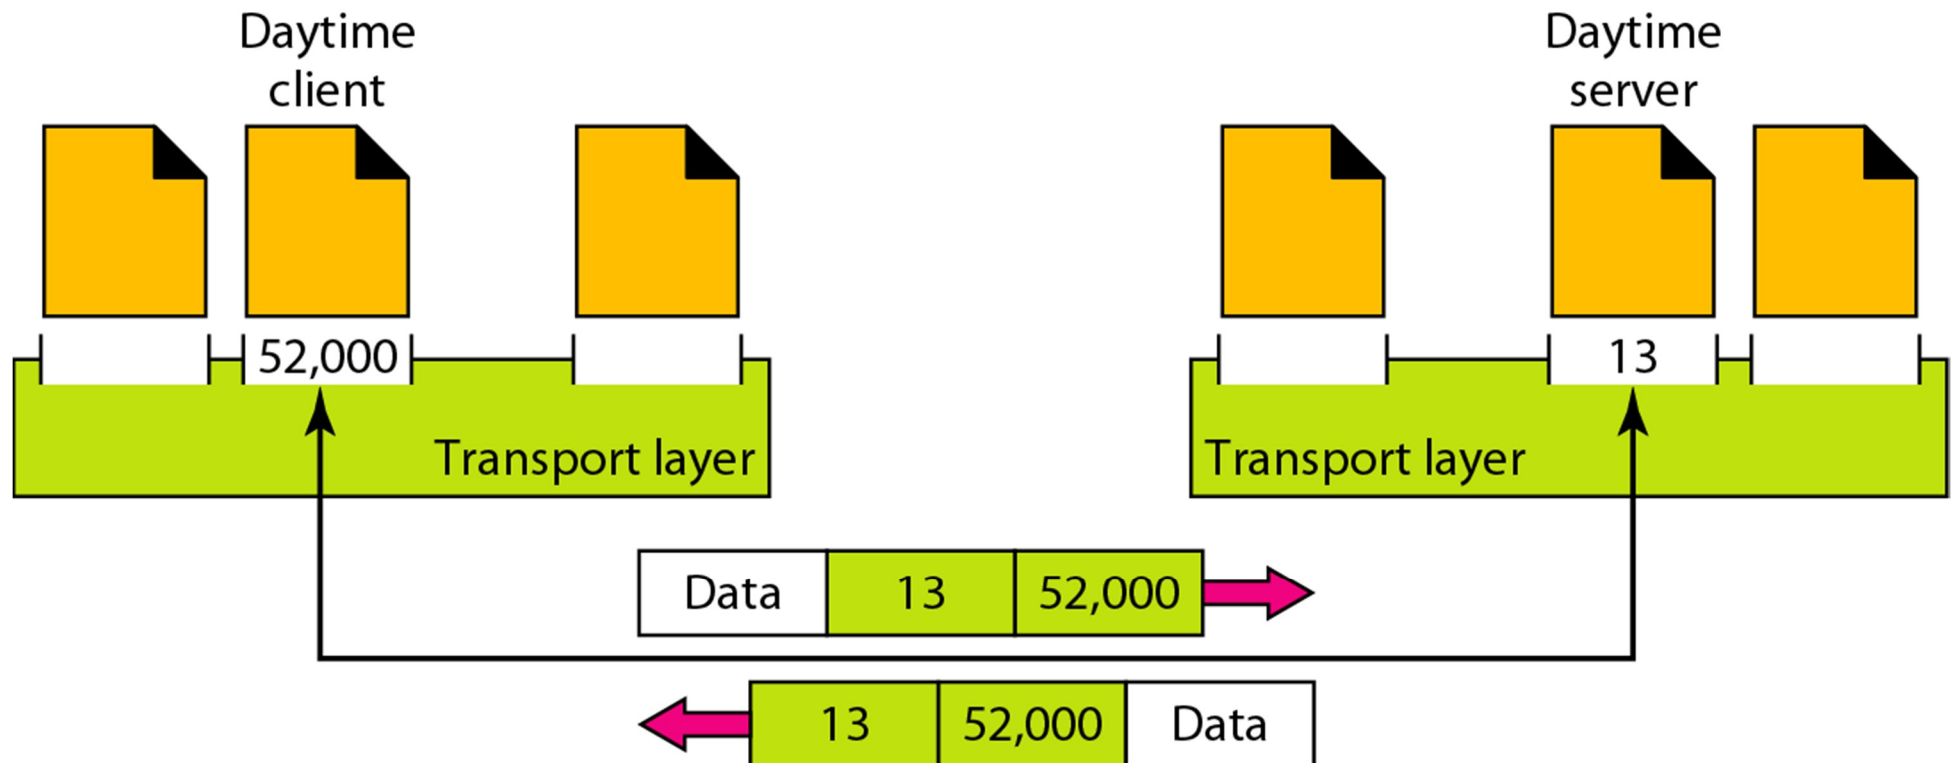 Daytime
client
Daytime
server
52,000
13
Transport layer
Transport layer
Data 13 52,000
13 52,000 Data